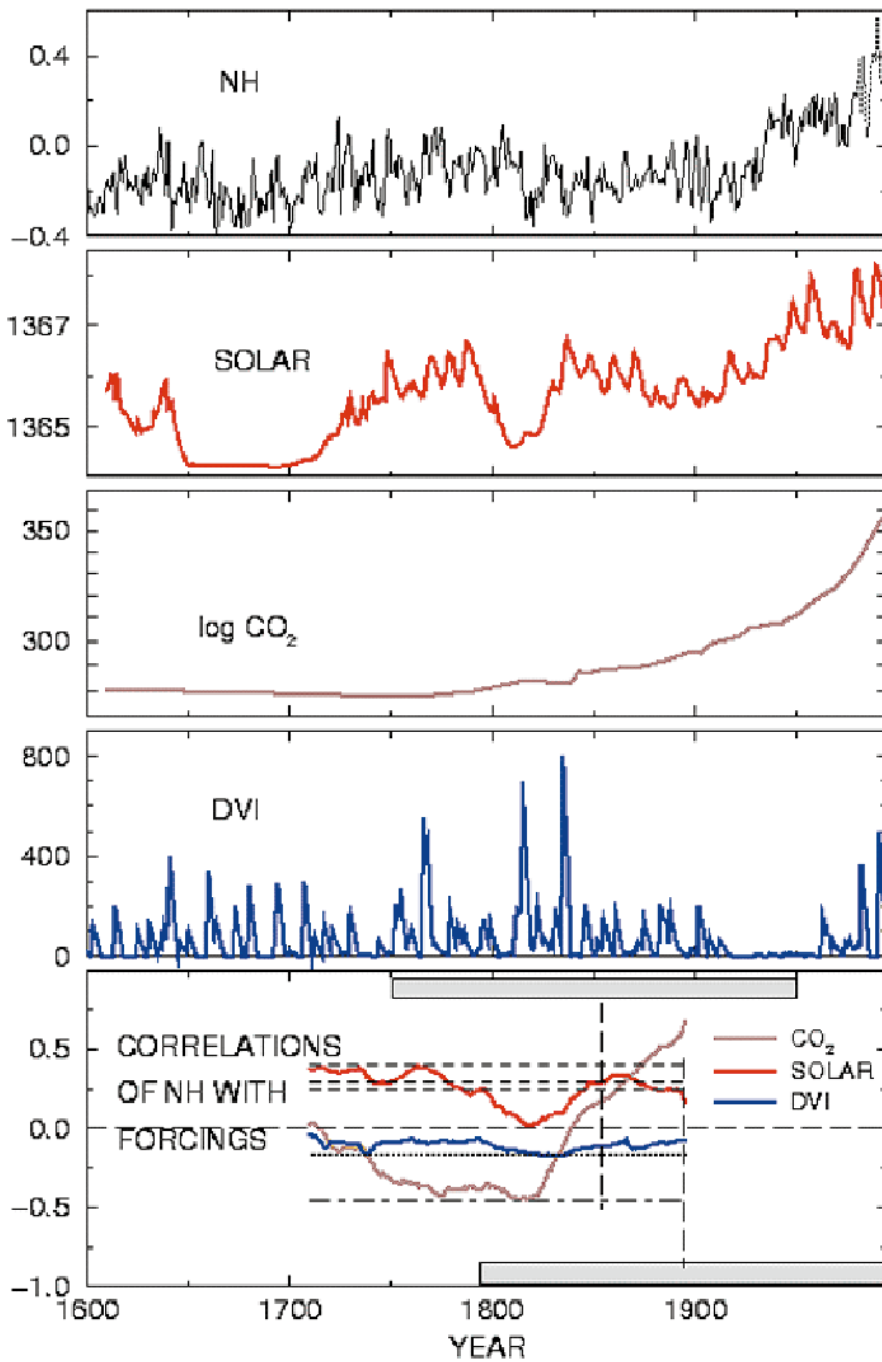 0.4
NH
0.0
−0.4
1367
SOLAR
1365
350
log CO₂
300
800
DVI
400
0
0.5
CORRELATIONS
CO₂
SOLAR
OF NH WITH
DVI
0.0
FORCINGS
−0.5
−1.0
1600 1700 1800 1900
YEAR